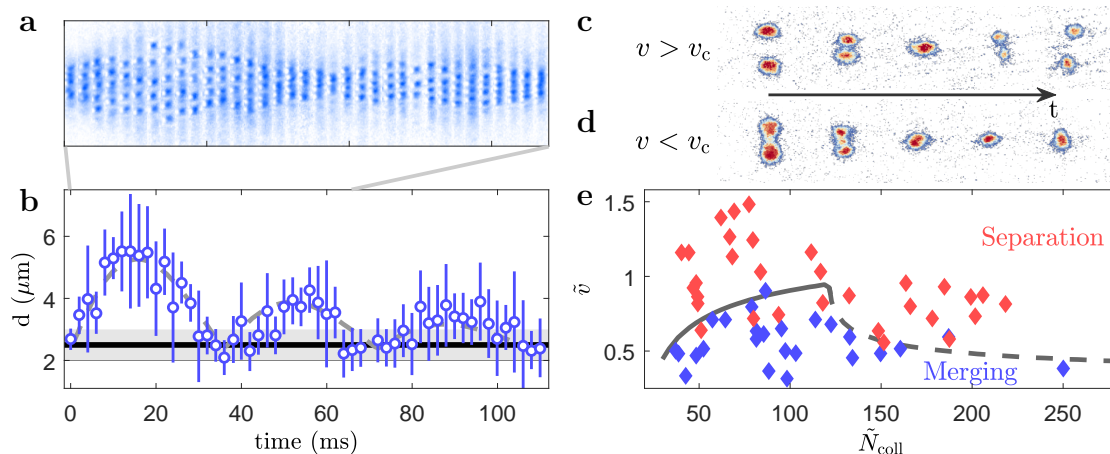 a
c
v > v_c
t
d
v < v_c
b
d (μm)
6
4
2
0
20
40
60
80
100
time (ms)
e
ṽ
1.5
1
0.5
Separation
Merging
50
100
150
200
250
Ñ_coll